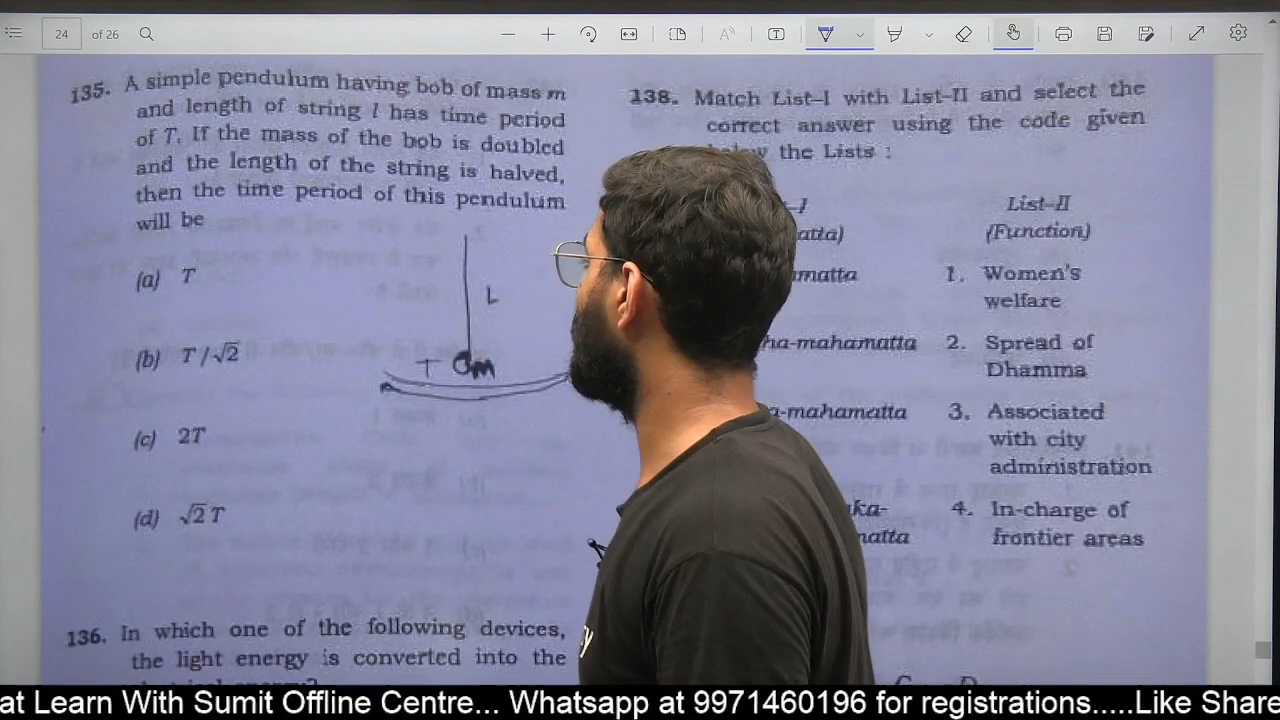 24 of 26
135. A simple pendulum having bob of mass m
and length of string l has time period
of T. If the mass of the bob is doubled
and the length of the string is halved,
then the time period of this pendulum
will be
(a) T
(b) T/√2
(c) 2T
(d) √2 T
L
T m
136. In which one of the following devices,
the light energy is converted into the
138. Match List-I with List-II and select the
correct answer using the code given
the Lists :
List-II
(Function)
1. Women's
welfare
ha-mahamatta 2. Spread of
Dhamma
a-mahamatta 3. Associated
with city
administration
4. In-charge of
frontier areas
at Learn With Sumit Offline Centre... Whatsapp at 9971460196 for registrations.....Like Share